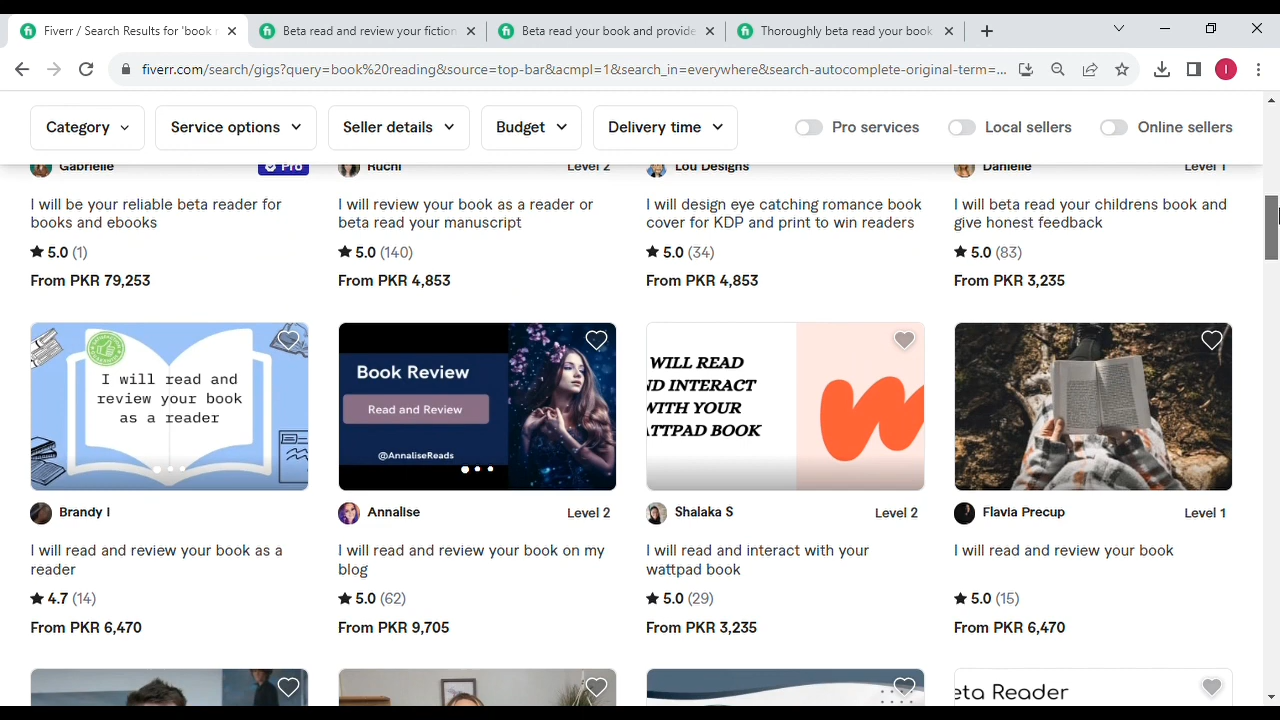 Fiverr / Search Results for 'book
Beta read and review your fiction
Beta read your book and provide
Thoroughly beta read your book
fiverr.com/search/gigs?query=book%20reading&source=top-bar&acmpl=1&search_in=everywhere&search-autocomplete-original-term=...
I
Category
Service options
Seller details
Budget
Delivery time
Pro services
Local sellers
Online sellers
Gabrielle
Pro
Ruchi
Level 2
Lou Designs
Danielle
Level 1
I will be your reliable beta reader for
books and ebooks
5.0 (1)
From PKR 79,253
I will review your book as a reader or
beta read your manuscript
5.0 (140)
From PKR 4,853
I will design eye catching romance book
cover for KDP and print to win readers
5.0 (34)
From PKR 4,853
I will beta read your childrens book and
give honest feedback
5.0 (83)
From PKR 3,235
I will read and
review your book
as a reader
Brandy I
I will read and review your book as a
reader
4.7 (14)
From PKR 6,470
Book Review
Read and Review
@AnnaliseReads
Annalise
Level 2
I will read and review your book on my
blog
5.0 (62)
From PKR 9,705
WILL READ
ND INTERACT
WITH YOUR
ATTPAD BOOK
Shalaka S
Level 2
I will read and interact with your
wattpad book
5.0 (29)
From PKR 3,235
Flavia Precup
Level 1
I will read and review your book
5.0 (15)
From PKR 6,470
eta Reader